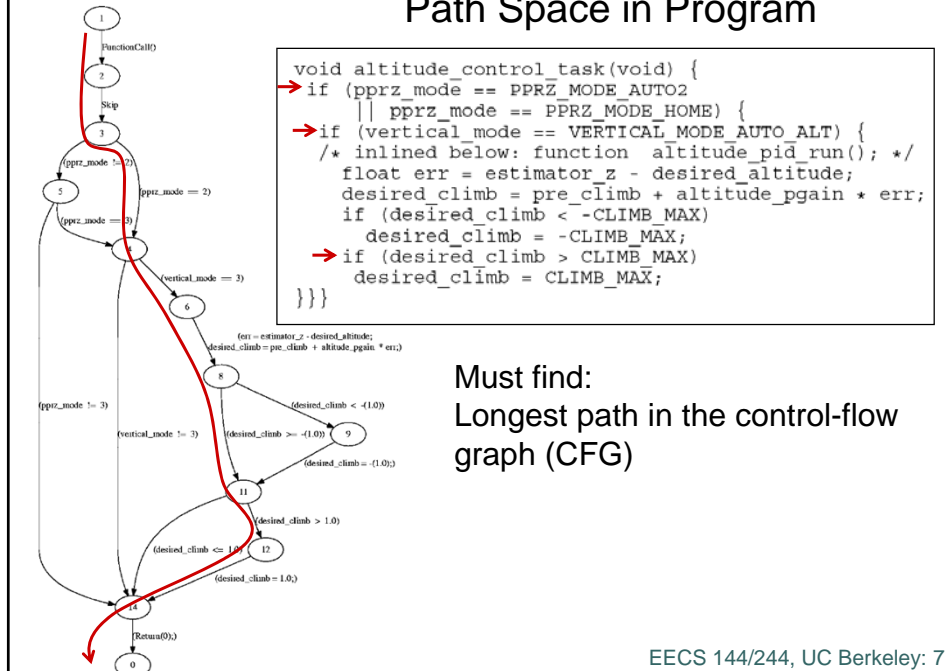 Path Space in Program
void altitude_control_task(void) {
if (pprz_mode == PPRZ_MODE_AUTO2
|| pprz_mode == PPRZ_MODE_HOME) {
if (vertical_mode == VERTICAL_MODE_AUTO_ALT) {
/* inlined below: function altitude_pid_run(); */
float err = estimator_z - desired_altitude;
desired_climb = pre_climb + altitude_pgain * err;
if (desired_climb < -CLIMB_MAX)
desired_climb = -CLIMB_MAX;
if (desired_climb > CLIMB_MAX)
desired_climb = CLIMB_MAX;
}}}
Must find:
Longest path in the control-flow
graph (CFG)
1
FunctionCall()
2
Skip
3
(pprz_mode != 2)
5
(pprz_mode == 2)
(pprz_mode == 3)
4
(vertical_mode == 3)
6
(err = estimator_z - desired_altitude;
desired_climb = pre_climb + altitude_pgain * err;)
8
(pprz_mode != 3)
(desired_climb < -(1.0))
(vertical_mode != 3)
(desired_climb >= -(1.0))
9
(desired_climb = -(1.0);)
11
(desired_climb > 1.0)
(desired_climb <= 1.0)
12
(desired_climb = 1.0;)
14
(Return(0);)
0
EECS 144/244, UC Berkeley: 7